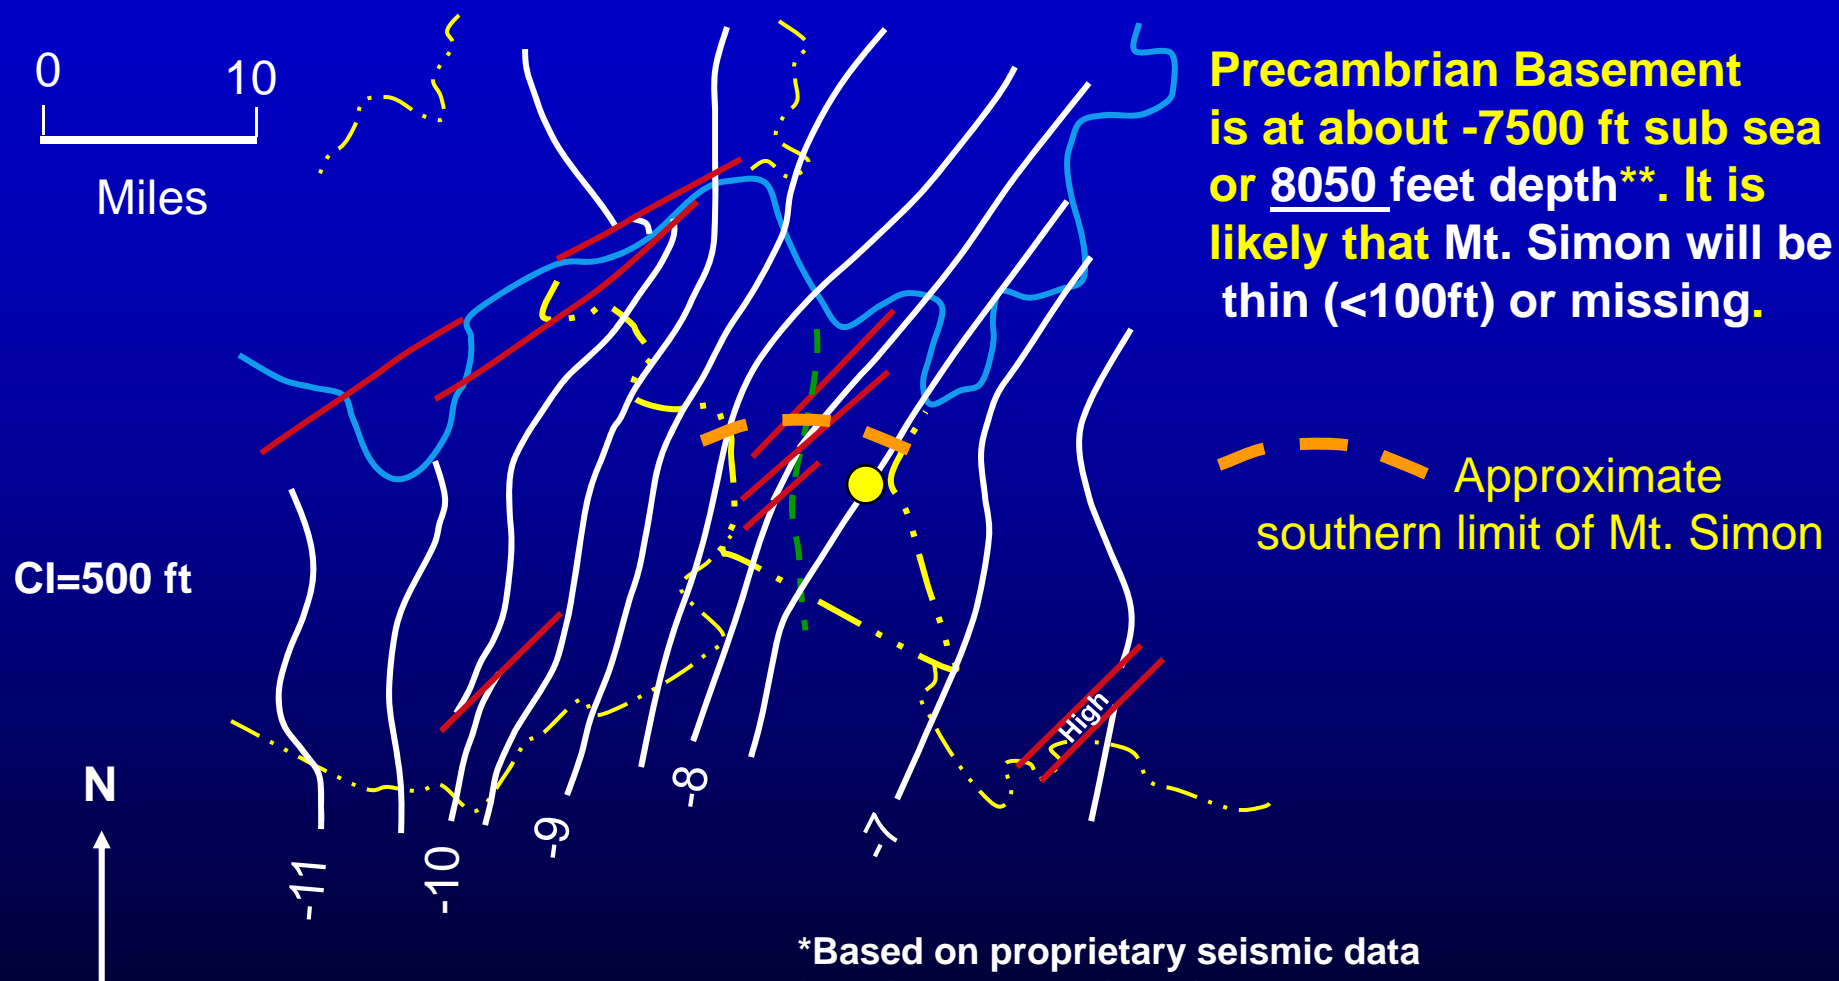 0
10
Miles
Precambrian Basement
is at about -7500 ft sub sea
or 8050 feet depth**. It is
likely that Mt. Simon will be
thin (<100ft) or missing.
Approximate
southern limit of Mt. Simon
CI=500 ft
High
N
-11
-10
-9
-8
-7
*Based on proprietary seismic data